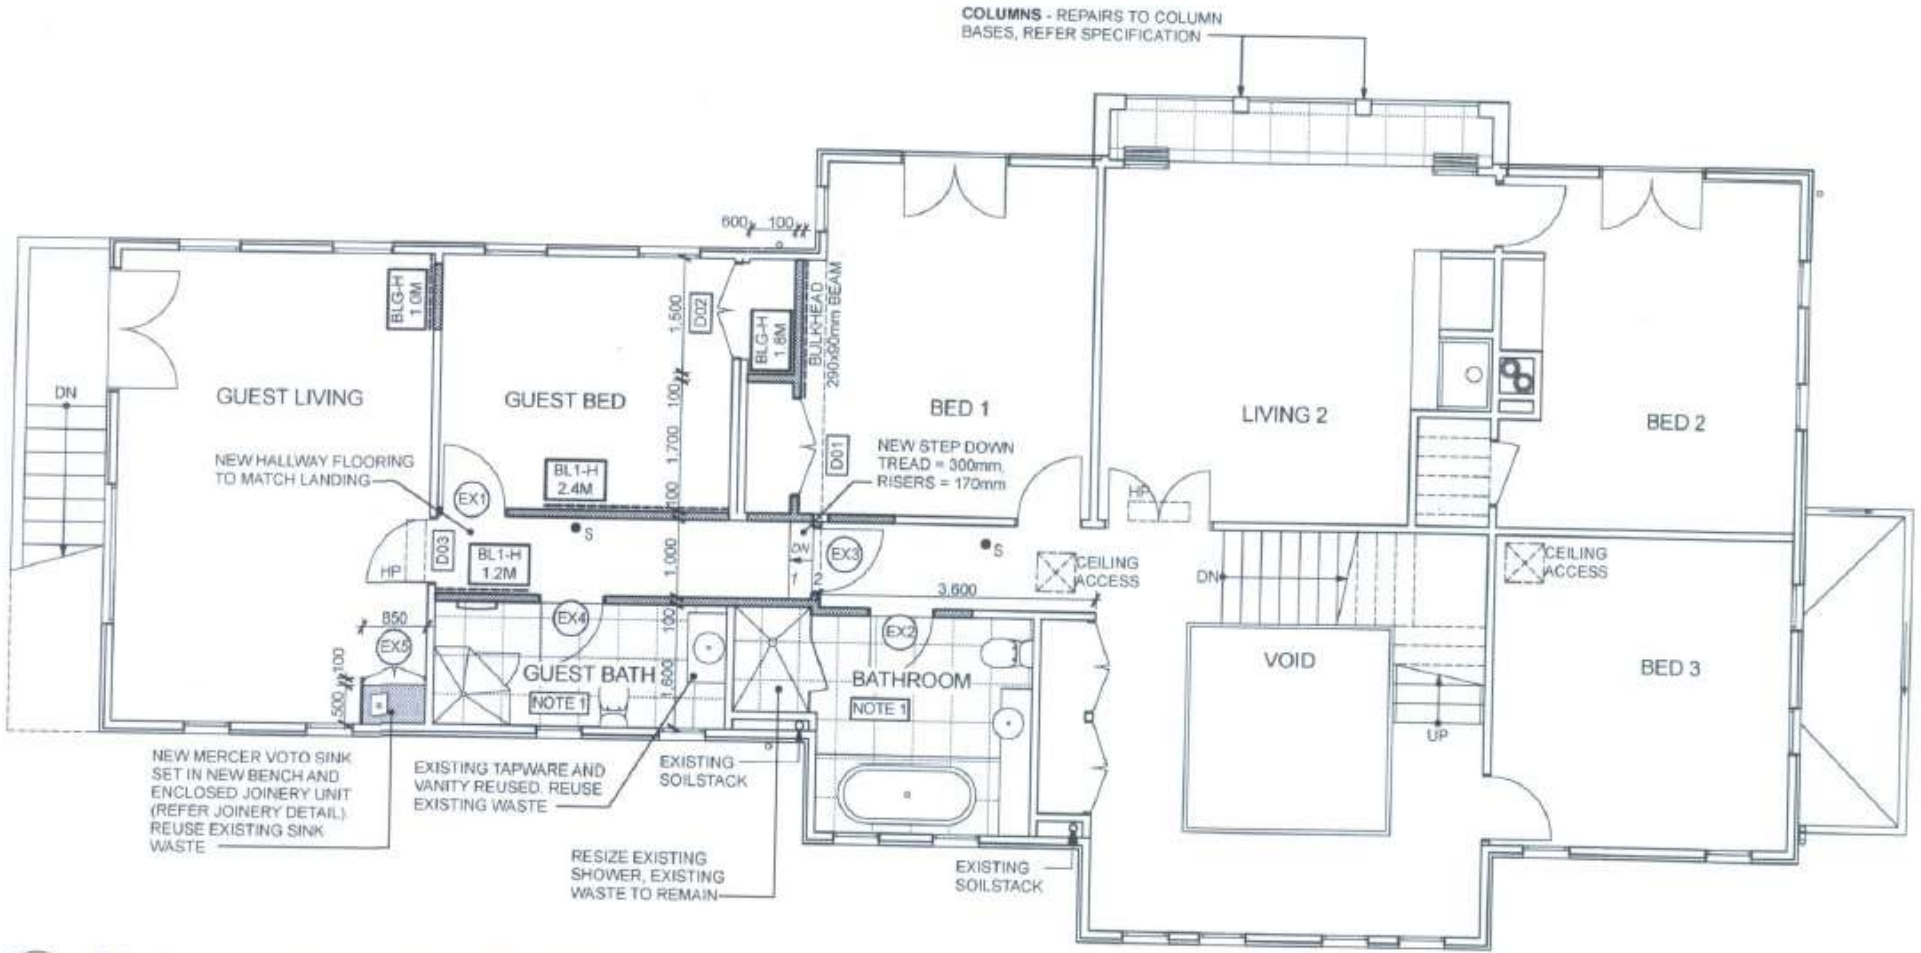 COLUMNS - REPAIRS TO COLUMN
BASES, REFER SPECIFICATION
600
100
BLG-H
1.0M
1,500
D02
BLG-H
1.8M
BULKHEAD
290x90mm BEAM
DN
GUEST LIVING
GUEST BED
100
BED 1
LIVING 2
BED 2
NEW HALLWAY FLOORING
TO MATCH LANDING
EX1
BL1-H
2.4M
1,700
D01
NEW STEP DOWN
TREAD = 300mm,
RISERS = 170mm
100
HP
S
D03
BL1-H
1.2M
HP
1,000
DN
1 2
EX3
S
CEILING
ACCESS
DN
CEILING
ACCESS
3,600
850
EX5
EX4
100
EX2
100
500
GUEST BATH
NOTE 1
1,600
BATHROOM
NOTE 1
VOID
BED 3
UP
NEW MERCER VOTO SINK
SET IN NEW BENCH AND
ENCLOSED JOINERY UNIT
(REFER JOINERY DETAIL)
REUSE EXISTING SINK
WASTE
EXISTING TAPWARE AND
VANITY REUSED. REUSE
EXISTING WASTE
EXISTING
SOILSTACK
RESIZE EXISTING
SHOWER, EXISTING
WASTE TO REMAIN
EXISTING
SOILSTACK